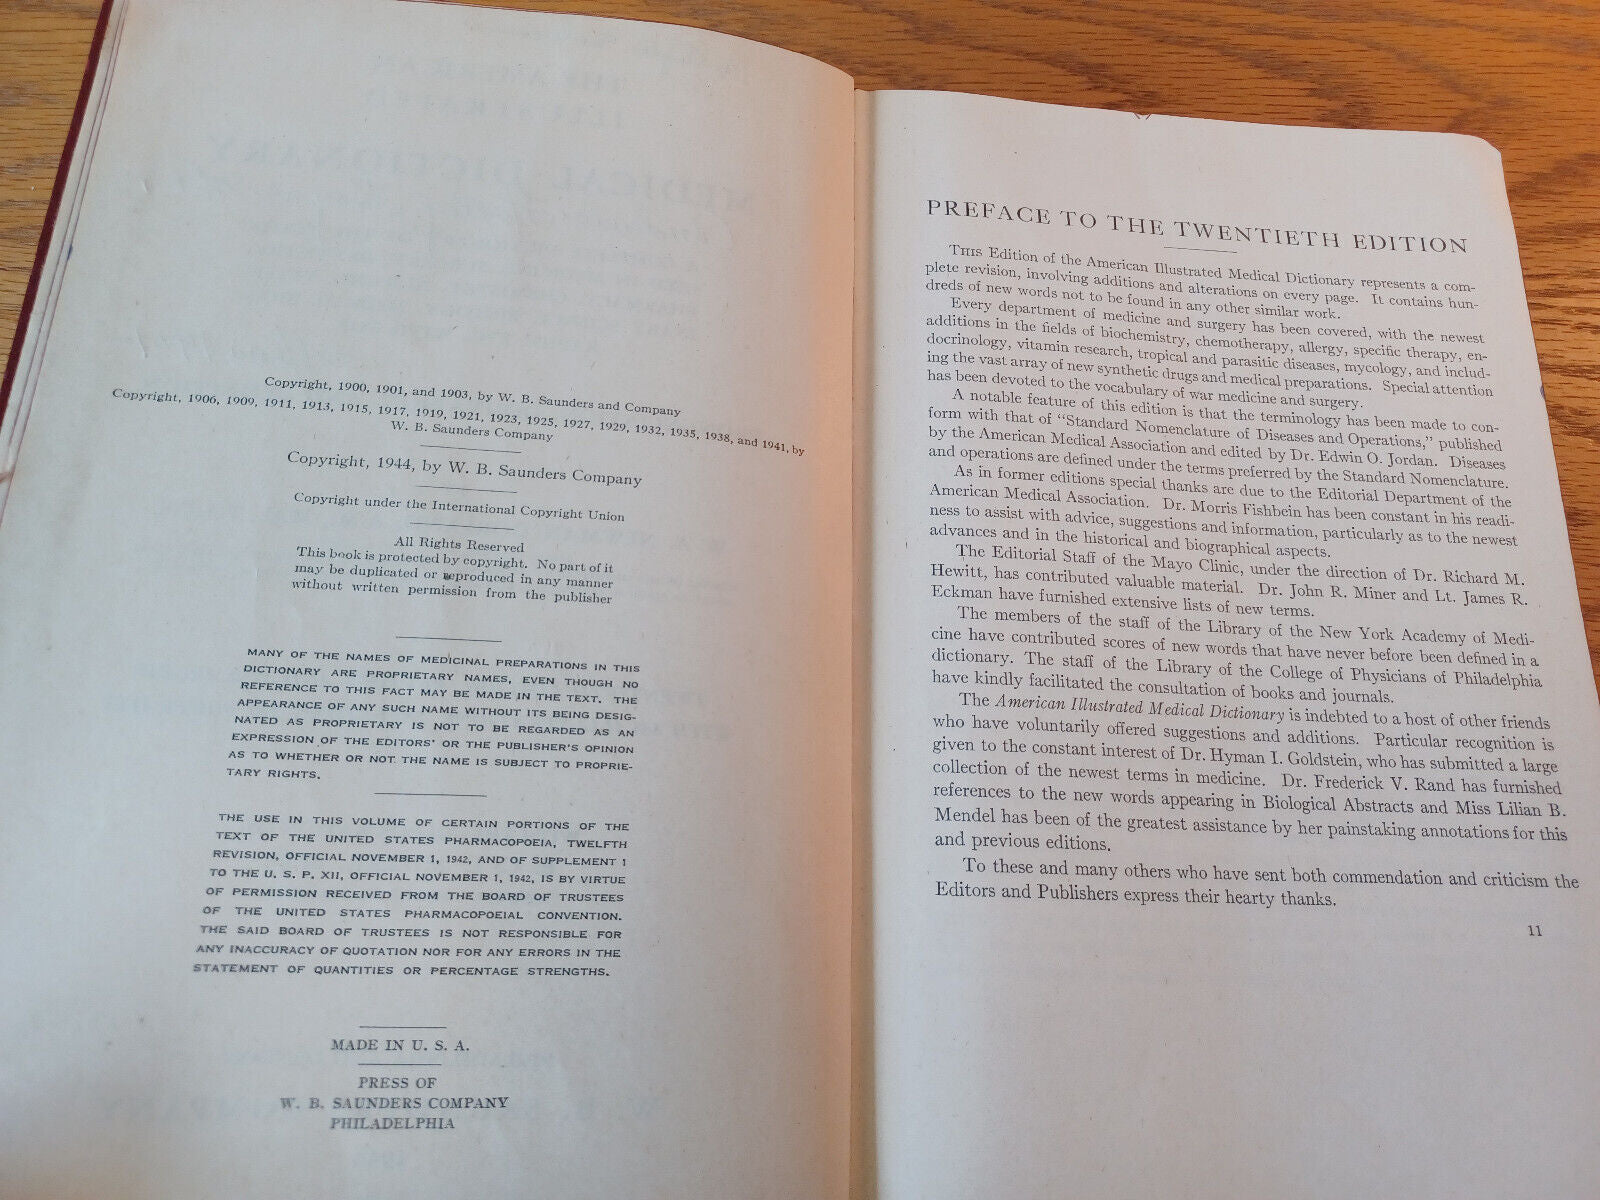 Copyright, 1900, 1901, and 1903, by W. B. Saunders and Company
Copyright, 1906, 1909, 1911, 1913, 1915, 1917, 1919, 1921, 1923, 1925, 1927, 1929, 1932, 1935, 1938, and 1941, by
W. B. Saunders Company
Copyright, 1944, by W. B. Saunders Company
Copyright under the International Copyright Union
All Rights Reserved
This book is protected by copyright. No part of it
may be duplicated or reproduced in any manner
without written permission from the publisher
MANY OF THE NAMES OF MEDICINAL PREPARATIONS IN THIS
DICTIONARY ARE PROPRIETARY NAMES, EVEN THOUGH NO
REFERENCE TO THIS FACT MAY BE MADE IN THE TEXT. THE
APPEARANCE OF ANY SUCH NAME WITHOUT ITS BEING DESIG-
NATED AS PROPRIETARY IS NOT TO BE REGARDED AS AN
EXPRESSION OF THE EDITORS' OR THE PUBLISHER'S OPINION
AS TO WHETHER OR NOT THE NAME IS SUBJECT TO PROPRIE-
TARY RIGHTS.
THE USE IN THIS VOLUME OF CERTAIN PORTIONS OF THE
TEXT OF THE UNITED STATES PHARMACOPOEIA, TWELFTH
REVISION, OFFICIAL NOVEMBER 1, 1942, AND OF SUPPLEMENT 1
TO THE U. S. P. XII, OFFICIAL NOVEMBER 1, 1942, IS BY VIRTUE
OF PERMISSION RECEIVED FROM THE BOARD OF TRUSTEES
OF THE UNITED STATES PHARMACOPOEIAL CONVENTION.
THE SAID BOARD OF TRUSTEES IS NOT RESPONSIBLE FOR
ANY INACCURACY OF QUOTATION NOR FOR ANY ERRORS IN THE
STATEMENT OF QUANTITIES OR PERCENTAGE STRENGTHS.
MADE IN U. S. A.
PRESS OF
W. B. SAUNDERS COMPANY
PHILADELPHIA
PREFACE TO THE TWENTIETH EDITION
THIS Edition of the American Illustrated Medical Dictionary represents a com-
plete revision, involving additions and alterations on every page. It contains hun-
dreds of new words not to be found in any other similar work.
Every department of medicine and surgery has been covered, with the newest
additions in the fields of biochemistry, chemotherapy, allergy, specific therapy, en-
docrinology, vitamin research, tropical and parasitic diseases, mycology, and includ-
ing the vast array of new synthetic drugs and medical preparations. Special attention
has been devoted to the vocabulary of war medicine and surgery.
A notable feature of this edition is that the terminology has been made to con-
form with that of "Standard Nomenclature of Diseases and Operations," published
by the American Medical Association and edited by Dr. Edwin O. Jordan. Diseases
and operations are defined under the terms preferred by the Standard Nomenclature.
As in former editions special thanks are due to the Editorial Department of the
American Medical Association. Dr. Morris Fishbein has been constant in his readi-
ness to assist with advice, suggestions and information, particularly as to the newest
advances and in the historical and biographical aspects.
The Editorial Staff of the Mayo Clinic, under the direction of Dr. Richard M.
Hewitt, has contributed valuable material. Dr. John R. Miner and Lt. James R.
Eckman have furnished extensive lists of new terms.
The members of the staff of the Library of the New York Academy of Medi-
cine have contributed scores of new words that have never before been defined in a
dictionary. The staff of the Library of the College of Physicians of Philadelphia
have kindly facilitated the consultation of books and journals.
The American Illustrated Medical Dictionary is indebted to a host of other friends
who have voluntarily offered suggestions and additions. Particular recognition is
given to the constant interest of Dr. Hyman I. Goldstein, who has submitted a large
collection of the newest terms in medicine. Dr. Frederick V. Rand has furnished
references to the new words appearing in Biological Abstracts and Miss Lilian B.
Mendel has been of the greatest assistance by her painstaking annotations for this
and previous editions.
To these and many others who have sent both commendation and criticism the
Editors and Publishers express their hearty thanks.
11